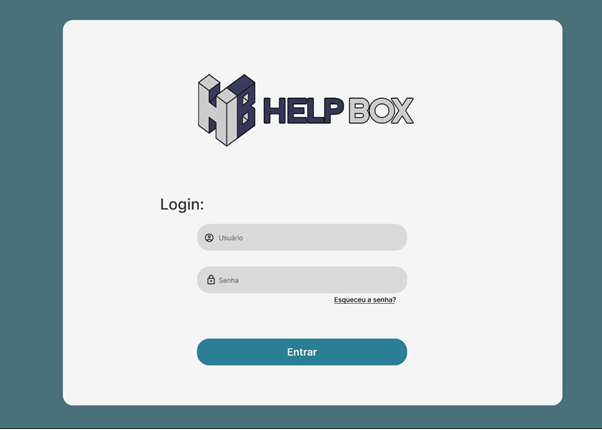 HB HELP BOX
Login:
Usuário
Senha
Esqueceu a senha?
Entrar